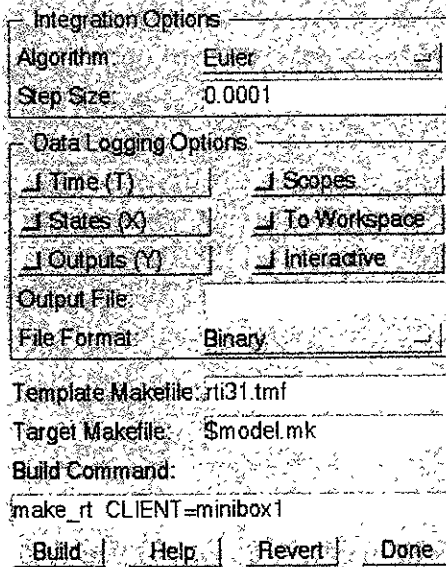 Integration Options
Algorithm: Euler
Step Size: 0.0001
Data Logging Options
Time (T) Scopes
States (X) To Workspace
Outputs (Y) Interactive
Output File:
File Format: Binary
Template Makefile: rti31.tmf
Target Makefile: $model.mk
Build Command:
make_rt CLIENT=minibox1
Build Help Revert Done